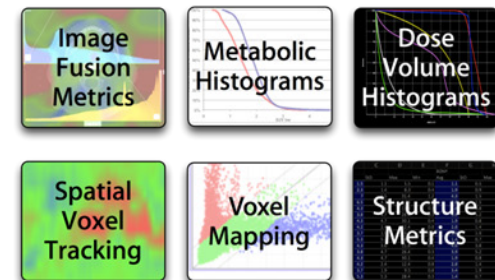 Image
Fusion
Metrics
Metabolic
Histograms
Dose
Volume
Histograms
Spatial
Voxel
Tracking
Voxel
Mapping
Structure
Metrics